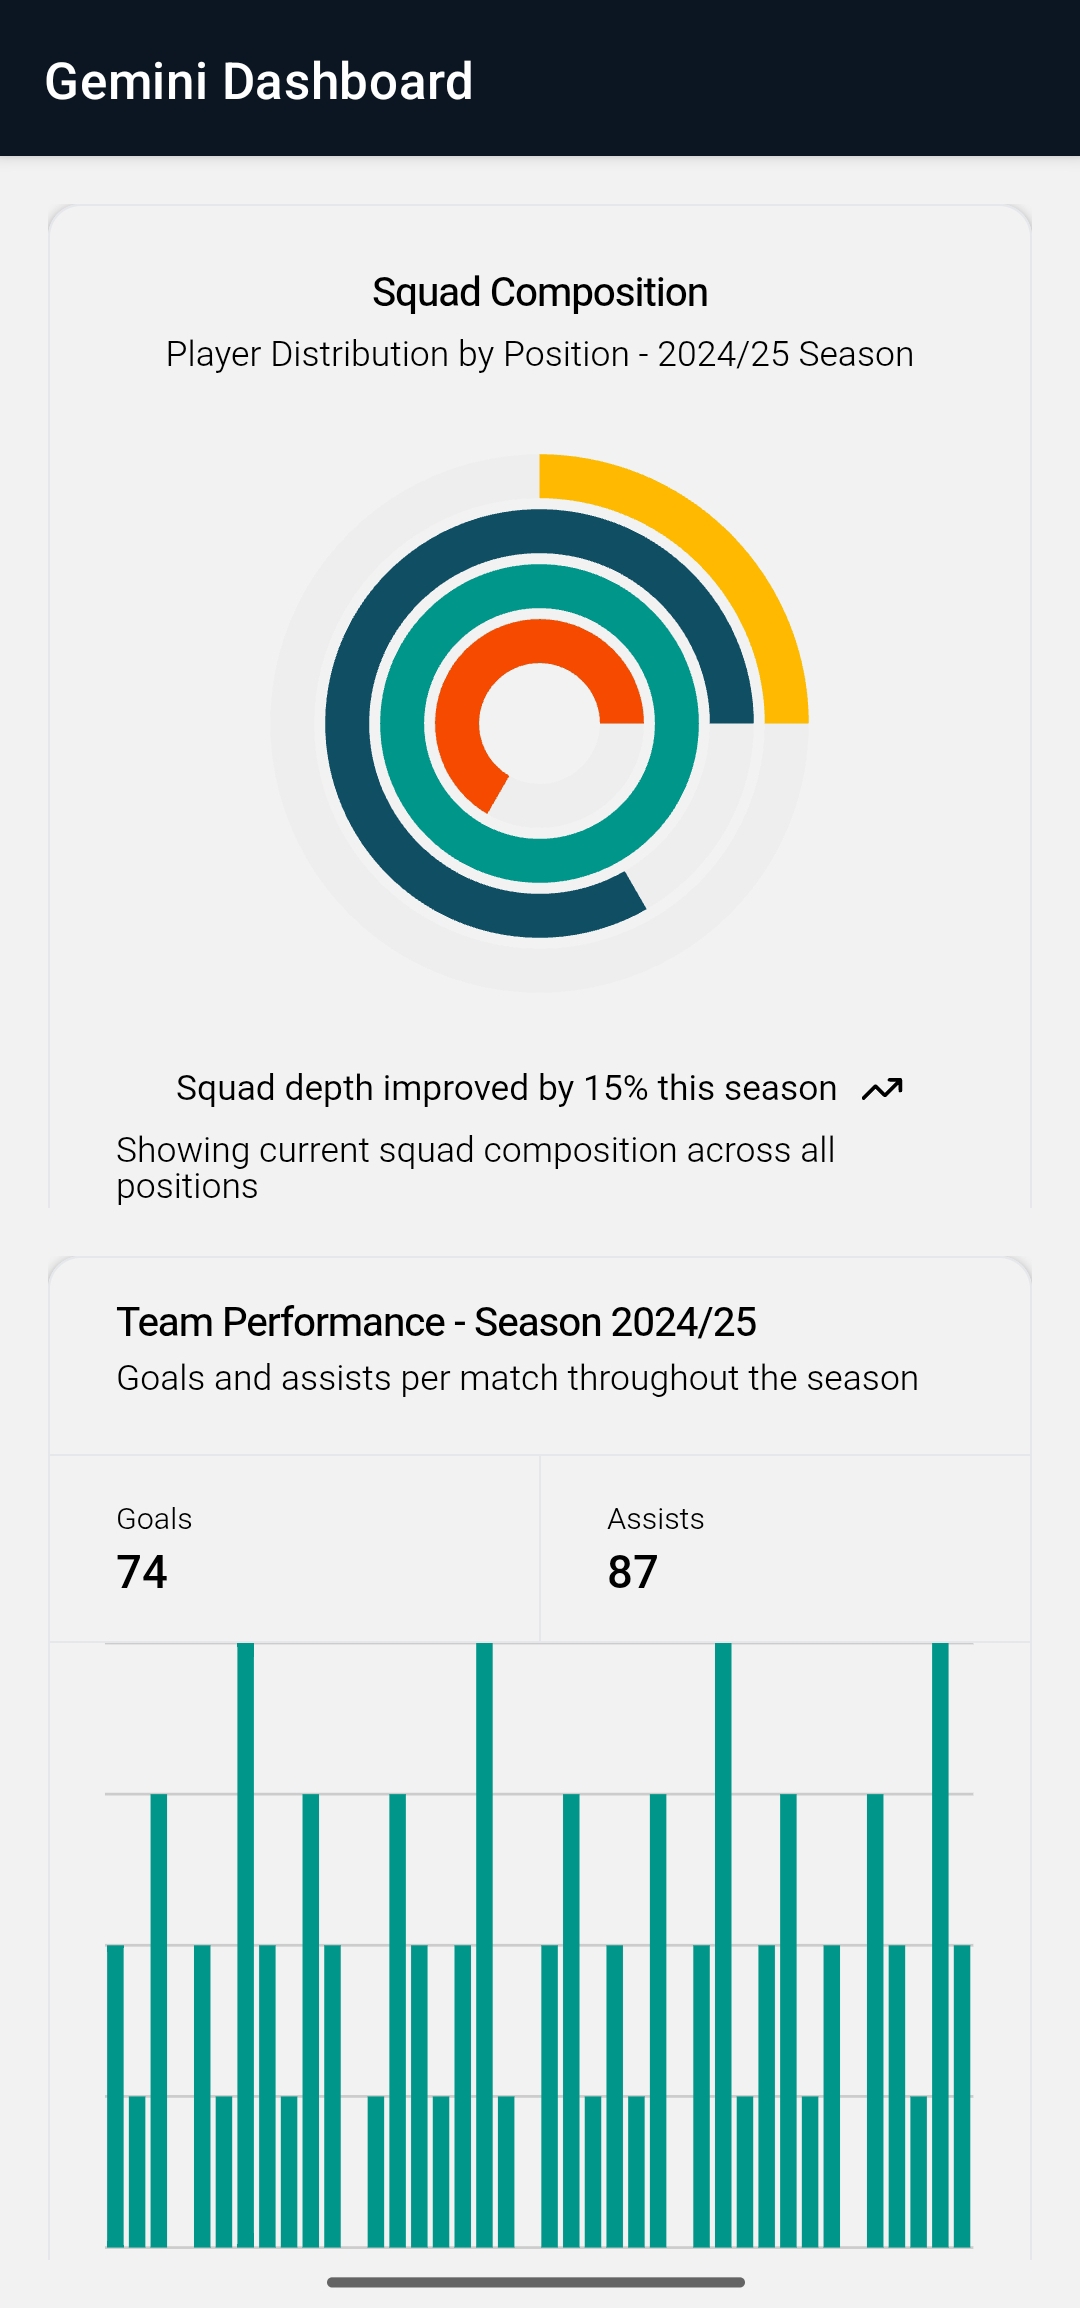 Gemini Dashboard
Squad Composition
Player Distribution by Position - 2024/25 Season
Squad depth improved by 15% this season
Showing current squad composition across all
positions
Team Performance - Season 2024/25
Goals and assists per match throughout the season
Goals
Assists
74
87